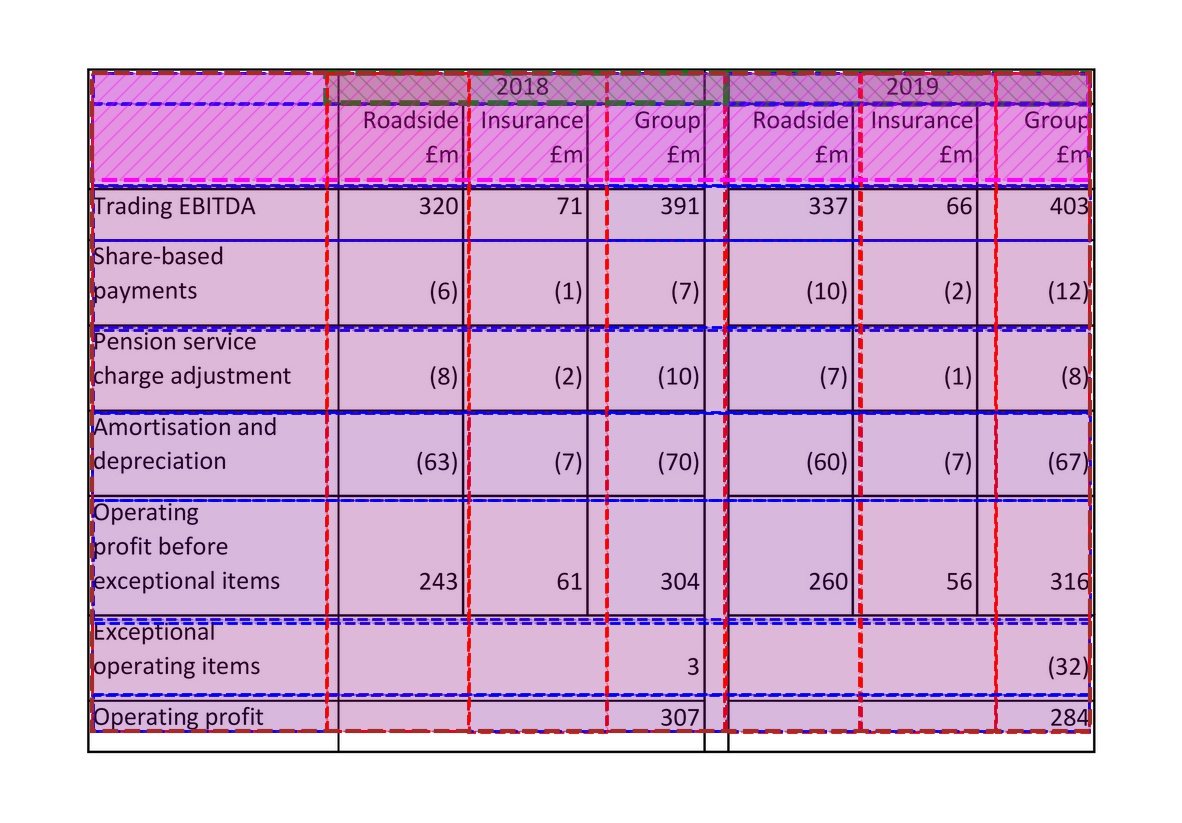 2018 2019
Roadside Insurance Group Roadside Insurance Group
£m £m £m £m £m £m
Trading EBITDA 320 71 391 337 66 403
Share-based
payments (6) (1) (7) (10) (2) (12)
Pension service
charge adjustment (8) (2) (10) (7) (1) (8)
Amortisation and
depreciation (63) (7) (70) (60) (7) (67)
Operating
profit before
exceptional items 243 61 304 260 56 316
Exceptional
operating items 3 (32)
Operating profit 307 284